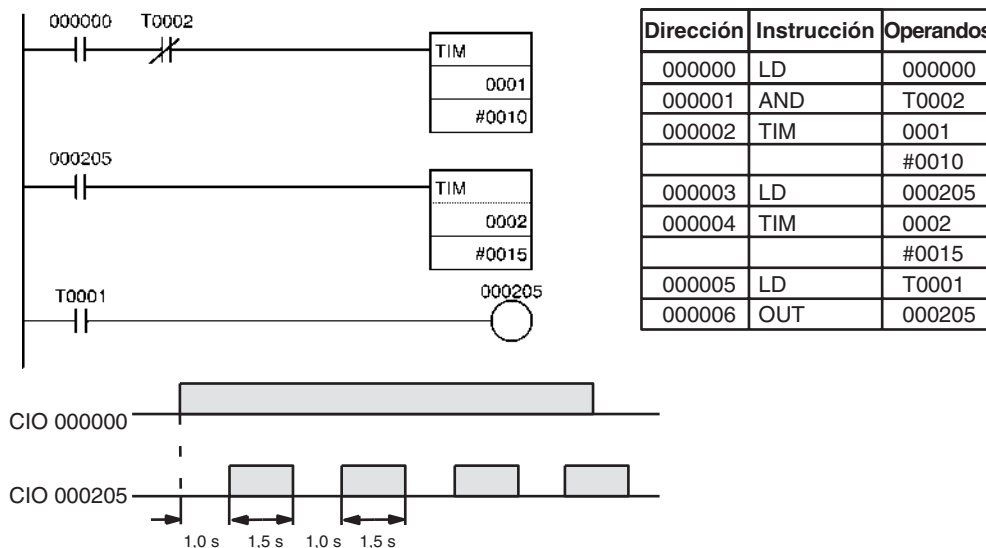 000000 T0002
TIM
0001
#0010
000205
TIM
0002
#0015
T0001 000205
Dirección Instrucción Operandos
000000 LD 000000
000001 AND T0002
000002 TIM 0001
#0010
000003 LD 000205
000004 TIM 0002
#0015
000005 LD T0001
000006 OUT 000205
CIO 000000
CIO 000205
1,0 s 1,5 s 1,0 s 1,5 s